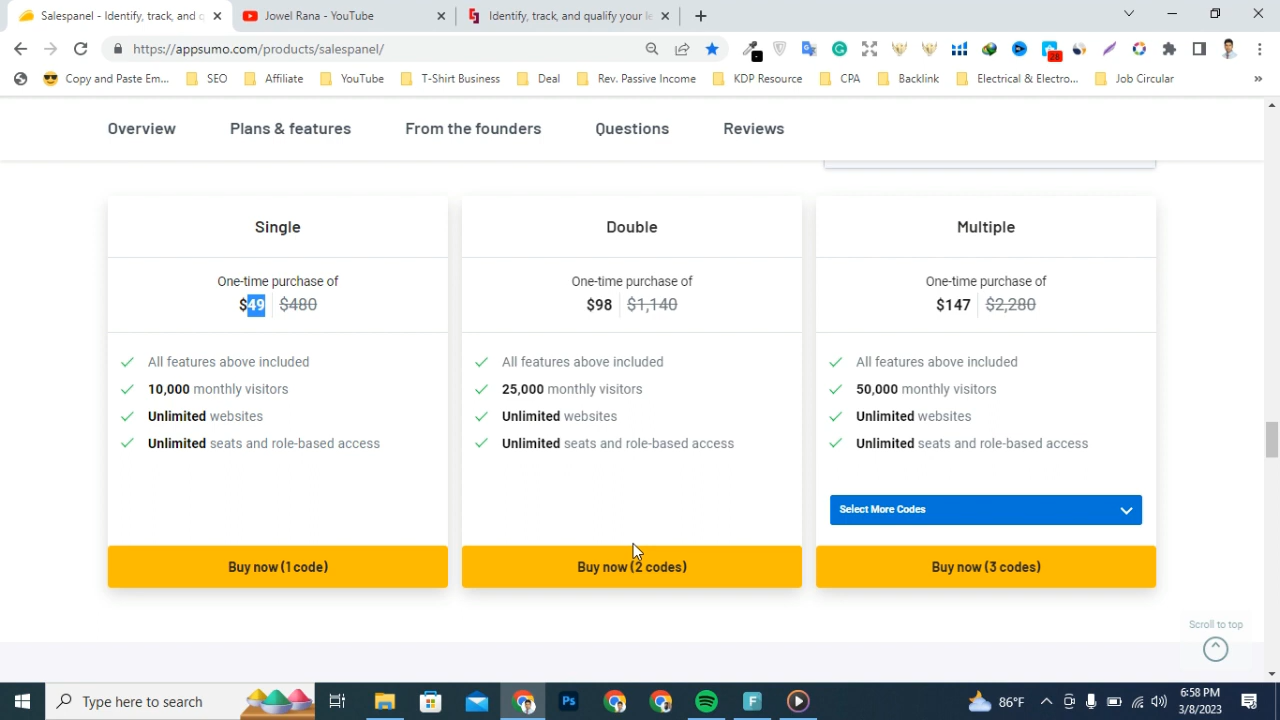 Salespanel - Identify, track, and q
Jowel Rana - YouTube
Identify, track, and qualify your le
https://appsumo.com/products/salespanel/
28
Copy and Paste Em...
SEO
Affiliate
YouTube
T-Shirt Business
Deal
Rev. Passive Income
KDP Resource
CPA
Backlink
Electrical & Electro...
Job Circular
Overview
Plans & features
From the founders
Questions
Reviews
Single
One-time purchase of
$49 $480
All features above included
10,000 monthly visitors
Unlimited websites
Unlimited seats and role-based access
Buy now (1 code)
Double
One-time purchase of
$98 $1,140
All features above included
25,000 monthly visitors
Unlimited websites
Unlimited seats and role-based access
Buy now (2 codes)
Multiple
One-time purchase of
$147 $2,280
All features above included
50,000 monthly visitors
Unlimited websites
Unlimited seats and role-based access
Select More Codes
Buy now (3 codes)
Scroll to top
Type here to search
Ps
F
86°F
6:58 PM
3/8/2023